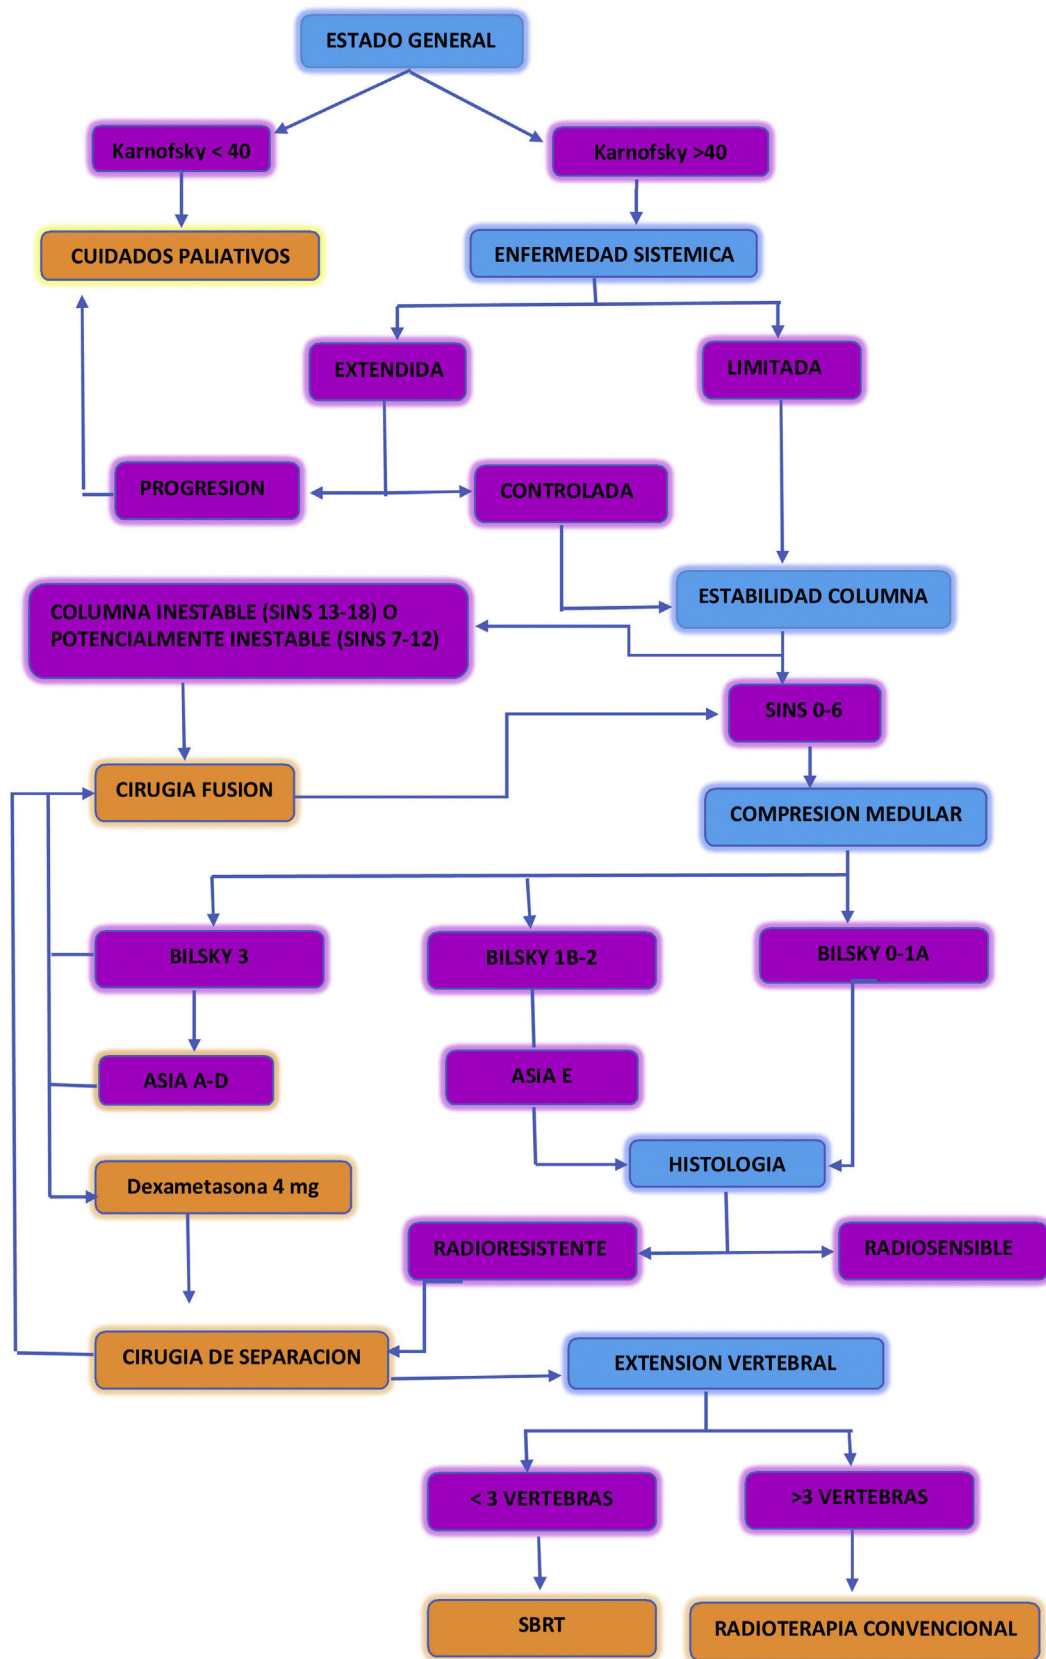 ESTADO GENERAL
Karnofsky < 40
Karnofsky >40
CUIDADOS PALIATIVOS
ENFERMEDAD SISTEMICA
EXTENDIDA
LIMITADA
PROGRESION
CONTROLADA
ESTABILIDAD COLUMNA
COLUMNA INESTABLE (SINS 13-18) O
POTENCIALMENTE INESTABLE (SINS 7-12)
SINS 0-6
CIRUGIA FUSION
COMPRESION MEDULAR
BILSKY 3
BILSKY 1B-2
BILSKY 0-1A
ASIA A-D
ASIA E
HISTOLOGIA
Dexametasona 4 mg
RADIORESISTENTE
RADIOSENSIBLE
CIRUGIA DE SEPARACION
EXTENSION VERTEBRAL
< 3 VERTEBRAS
>3 VERTEBRAS
SBRT
RADIOTERAPIA CONVENCIONAL